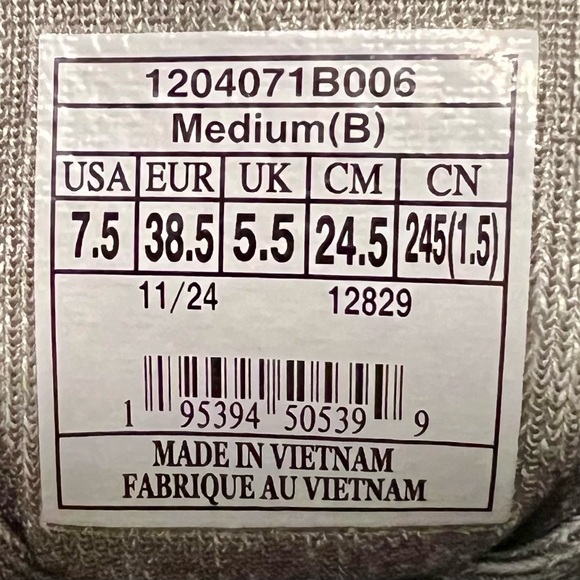 1204071B006
Medium(B)
USA EUR UK CM CN
7.5 38.5 5.5 24.5 245(1.5)
11/24 12829
1 95394 50539 9
MADE IN VIETNAM
FABRIQUE AU VIETNAM